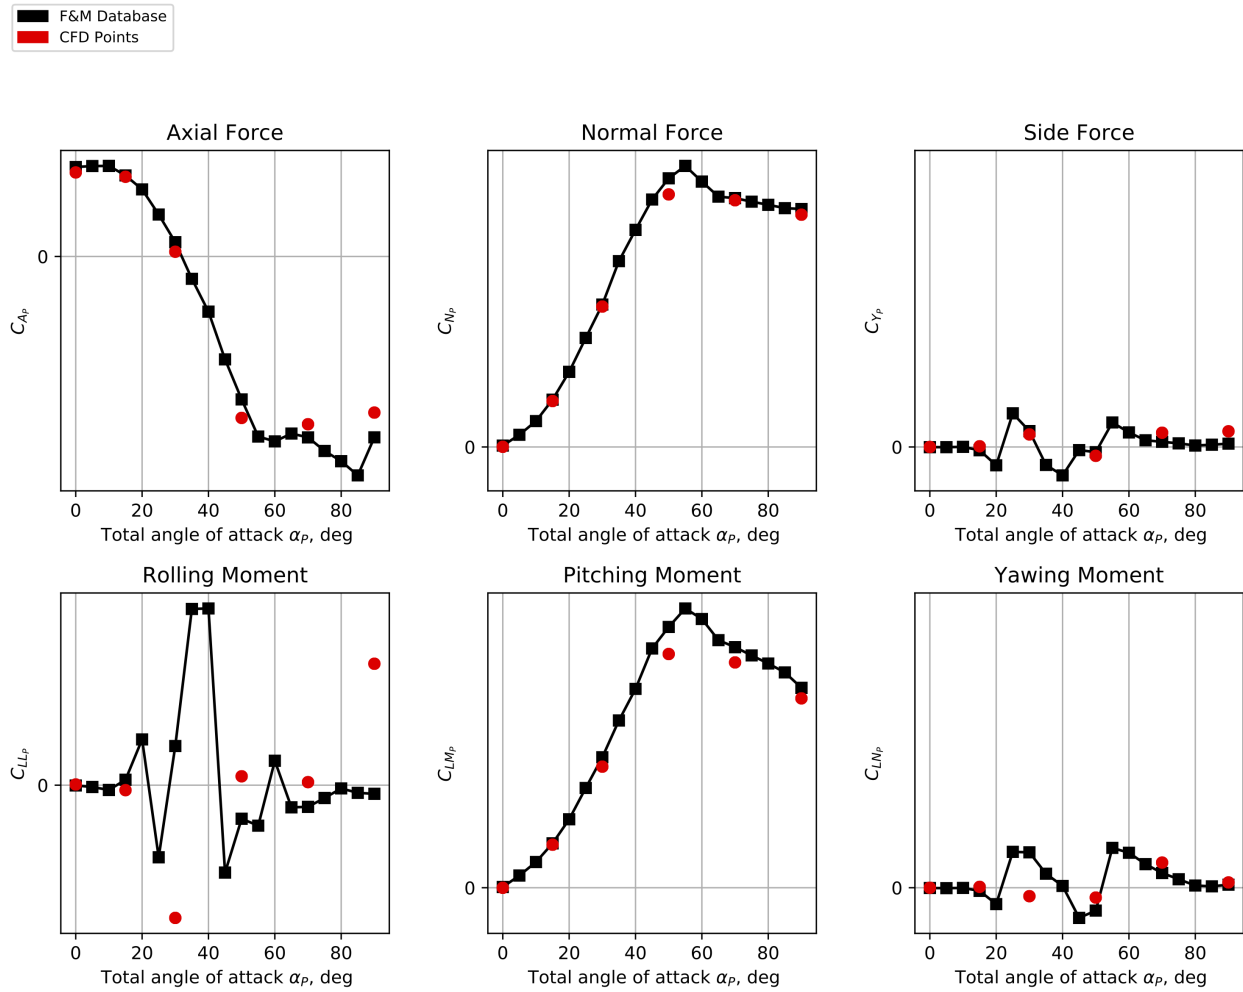 F&M Database
CFD Points
Axial Force
Normal Force
Side Force
0
C_{A_P}
0 20 40 60 80
Total angle of attack α_P, deg
0
C_{N_P}
0 20 40 60 80
Total angle of attack α_P, deg
0
C_{Y_P}
0 20 40 60 80
Total angle of attack α_P, deg
Rolling Moment
Pitching Moment
Yawing Moment
0
C_{LL_P}
0 20 40 60 80
Total angle of attack α_P, deg
0
C_{LM_P}
0 20 40 60 80
Total angle of attack α_P, deg
0
C_{LN_P}
0 20 40 60 80
Total angle of attack α_P, deg